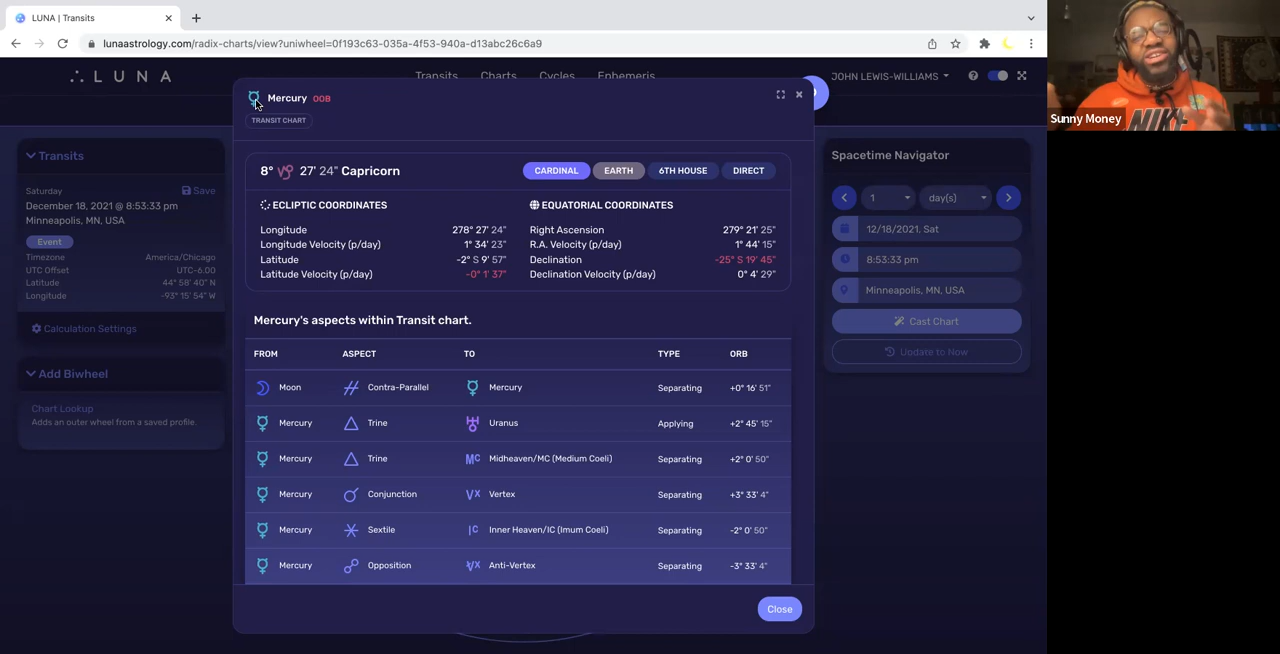 LUNA | Transits
lunaastrology.com/radix-charts/view?uniwheel=0f193c63-035a-4f53-940a-d13abc26c6a9
LUNA
Transits Charts Cycles Ephemeris
JOHN LEWIS-WILLIAMS
Mercury OOB
TRANSIT CHART
Transits
Saturday
Save
December 18, 2021 @ 8:53:33 pm
Minneapolis, MN, USA
Event
Timezone America/Chicago
UTC Offset UTC-6.00
Latitude 44° 58' 40" N
Longitude -93° 15' 54" W
Calculation Settings
Add Biwheel
Chart Lookup
Adds an outer wheel from a saved profile.
8° 27' 24" Capricorn
CARDINAL EARTH 6TH HOUSE DIRECT
ECLIPTIC COORDINATES
Longitude 278° 27' 24"
Longitude Velocity (p/day) 1° 34' 23"
Latitude -2° S 9' 57"
Latitude Velocity (p/day) -0° 1' 37"
EQUATORIAL COORDINATES
Right Ascension 279° 21' 25"
R.A. Velocity (p/day) 1° 44' 15"
Declination -25° S 19' 45"
Declination Velocity (p/day) 0° 4' 29"
Mercury's aspects within Transit chart.
FROM ASPECT TO TYPE ORB
Moon Contra-Parallel Mercury Separating +0° 16' 51"
Mercury Trine Uranus Applying +2° 45' 15"
Mercury Trine MC Midheaven/MC (Medium Coeli) Separating +2° 0' 50"
Mercury Conjunction VX Vertex Separating +3° 33' 4"
Mercury Sextile IC Inner Heaven/IC (Imum Coeli) Separating -2° 0' 50"
Mercury Opposition VX Anti-Vertex Separating -3° 33' 4"
Close
Spacetime Navigator
1 day(s)
12/18/2021, Sat
8:53:33 pm
Minneapolis, MN, USA
Cast Chart
Update to Now
Sunny Money
NIKE